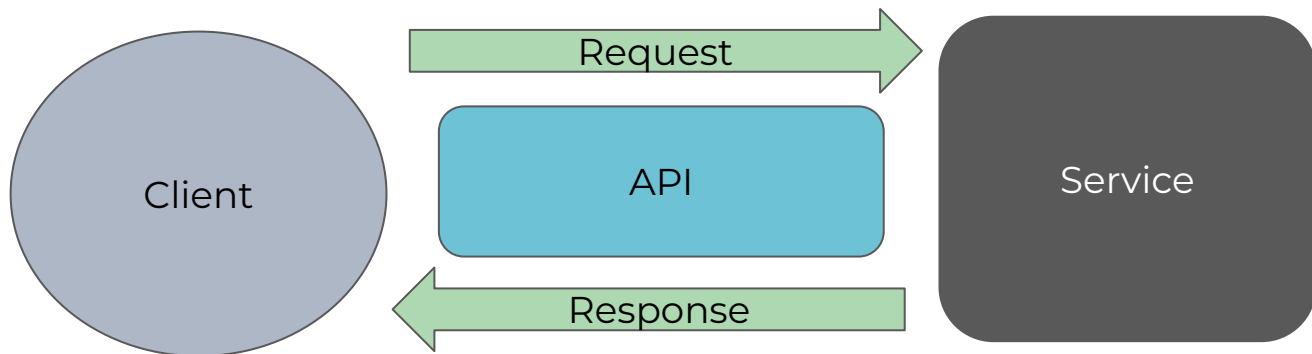 Request
Client
API
Service
Response